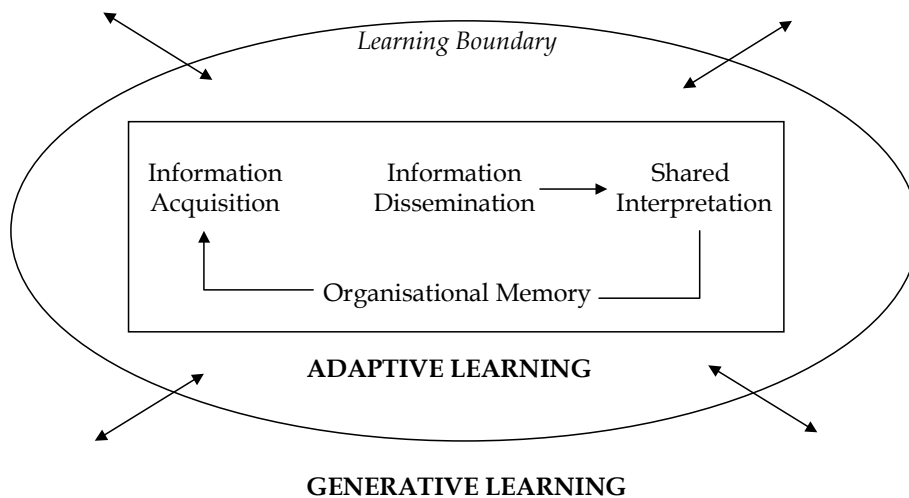 Learning Boundary
Information
Acquisition
Information
Dissemination
Shared
Interpretation
Organisational Memory
ADAPTIVE LEARNING
GENERATIVE LEARNING